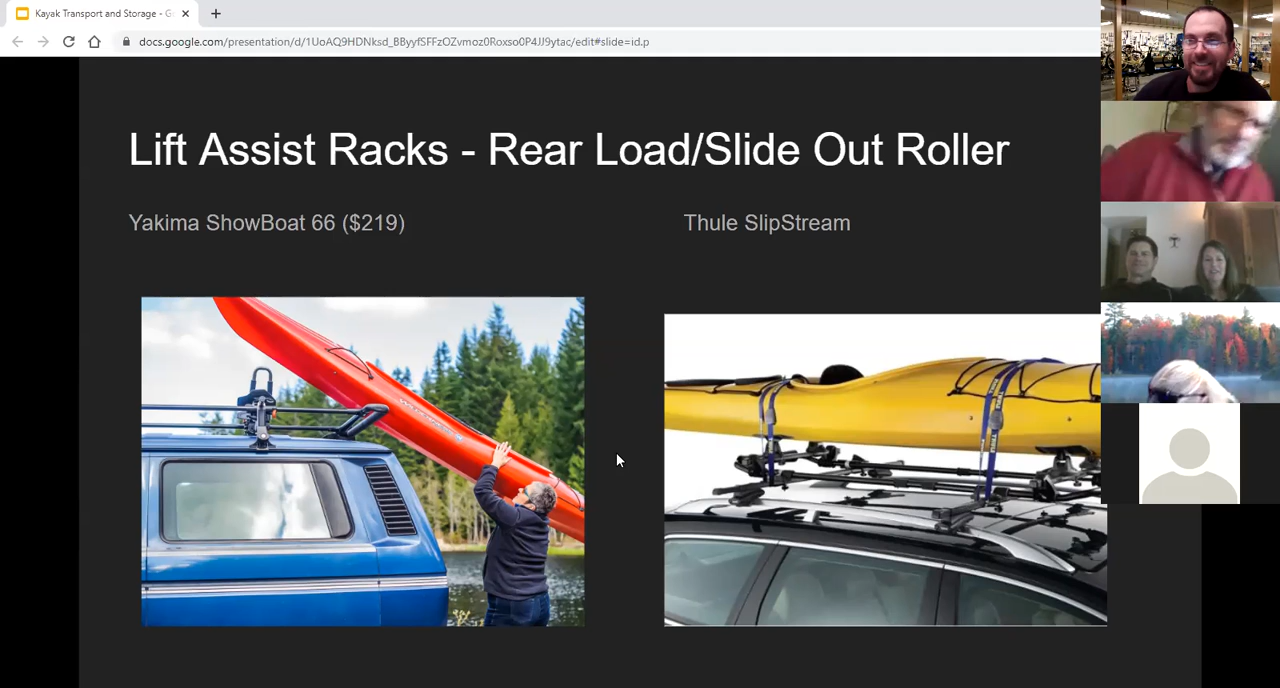 Kayak Transport and Storage - G
docs.google.com/presentation/d/1UoAQ9HDNksd_BByyfSFFzOZvmoz0Roxso0P4JJ9ytac/edit#slide=id.p
Lift Assist Racks - Rear Load/Slide Out Roller
Yakima ShowBoat 66 ($219)
Thule SlipStream